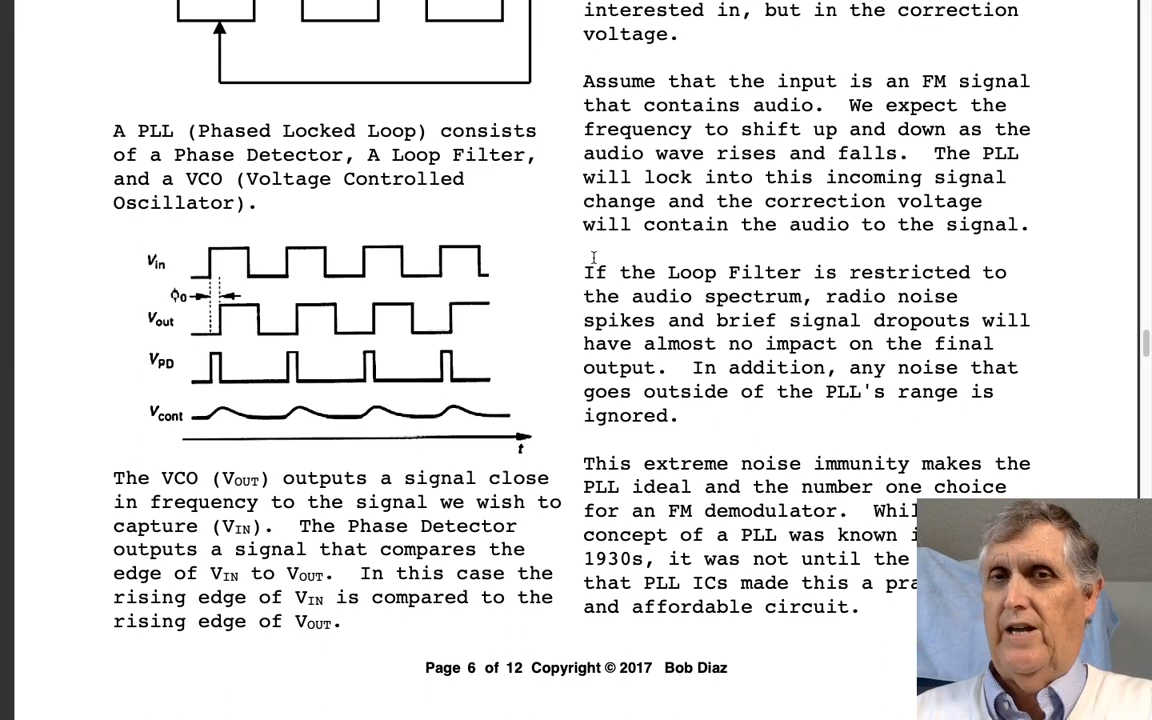 A PLL (Phased Locked Loop) consists
of a Phase Detector, A Loop Filter,
and a VCO (Voltage Controlled
Oscillator).
Vin
ϕo
Vout
VPD
Vcont
t
The VCO (VOUT) outputs a signal close
in frequency to the signal we wish to
capture (VIN).  The Phase Detector
outputs a signal that compares the
edge of VIN to VOUT.  In this case the
rising edge of VIN is compared to the
rising edge of VOUT.
interested in, but in the correction
voltage.
Assume that the input is an FM signal
that contains audio.  We expect the
frequency to shift up and down as the
audio wave rises and falls.  The PLL
will lock into this incoming signal
change and the correction voltage
will contain the audio to the signal.
If the Loop Filter is restricted to
the audio spectrum, radio noise
spikes and brief signal dropouts will
have almost no impact on the final
output.  In addition, any noise that
goes outside of the PLL's range is
ignored.
This extreme noise immunity makes the
PLL ideal and the number one choice
for an FM demodulator.
concept of a PLL was known
1930s, it was not until the
that PLL ICs made this a
and affordable circuit.
Page 6 of 12 Copyright © 2017 Bob Diaz